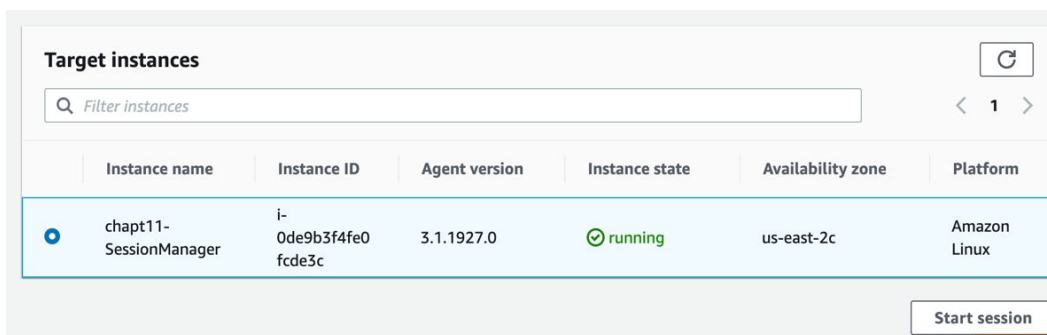 Target instances
Filter instances
1
Instance name Instance ID Agent version Instance state Availability zone Platform
chapt11-
SessionManager
i-
0de9b3f4fe0
fcde3c
3.1.1927.0
running
us-east-2c
Amazon
Linux
Start session